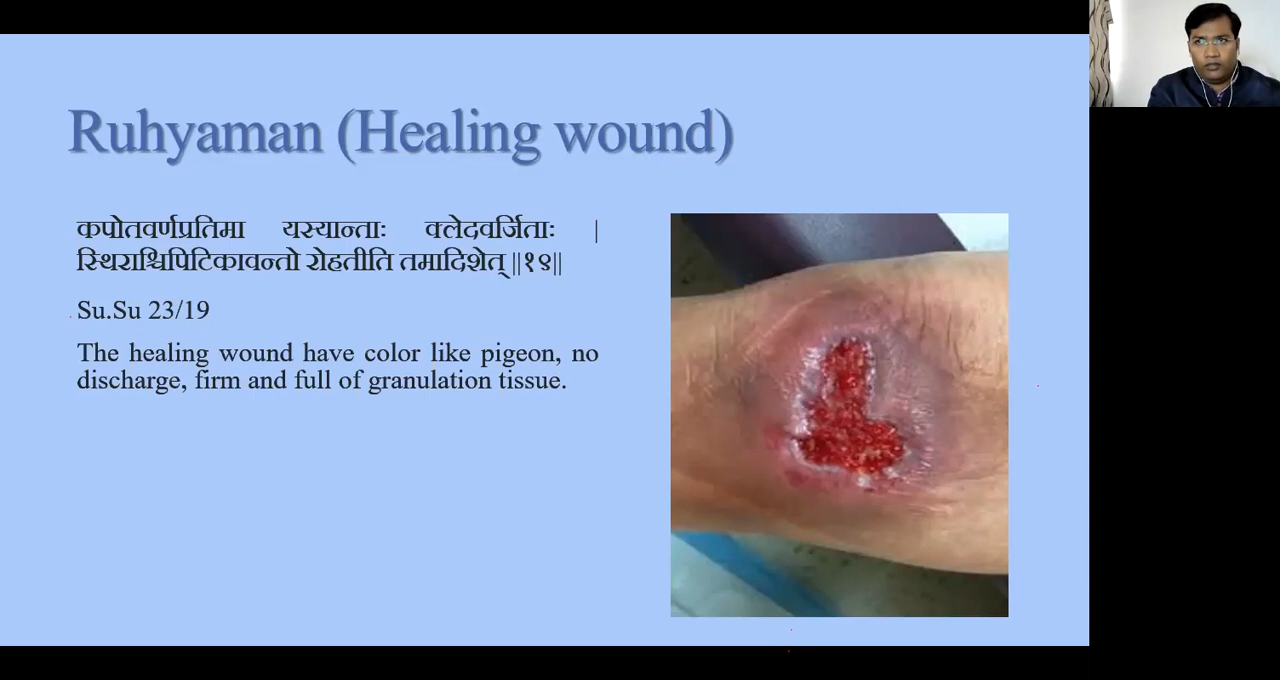 Ruhyaman (Healing wound)
कपोतवर्णप्रतिमा यस्यान्ताः क्लेदवर्जिताः |
स्थिराश्चिपिटिकावन्तो रोहतीति तमादिशेत् ||१९||
Su.Su 23/19
The healing wound have color like pigeon, no
discharge, firm and full of granulation tissue.